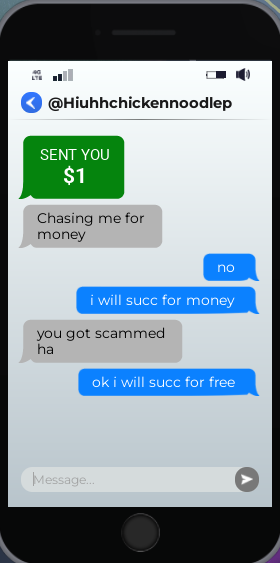 4G
LTE
@Hiuhhchickennoodlep
SENT YOU
$1
Chasing me for
money
no
i will succ for money
you got scammed
ha
ok i will succ for free
Message...